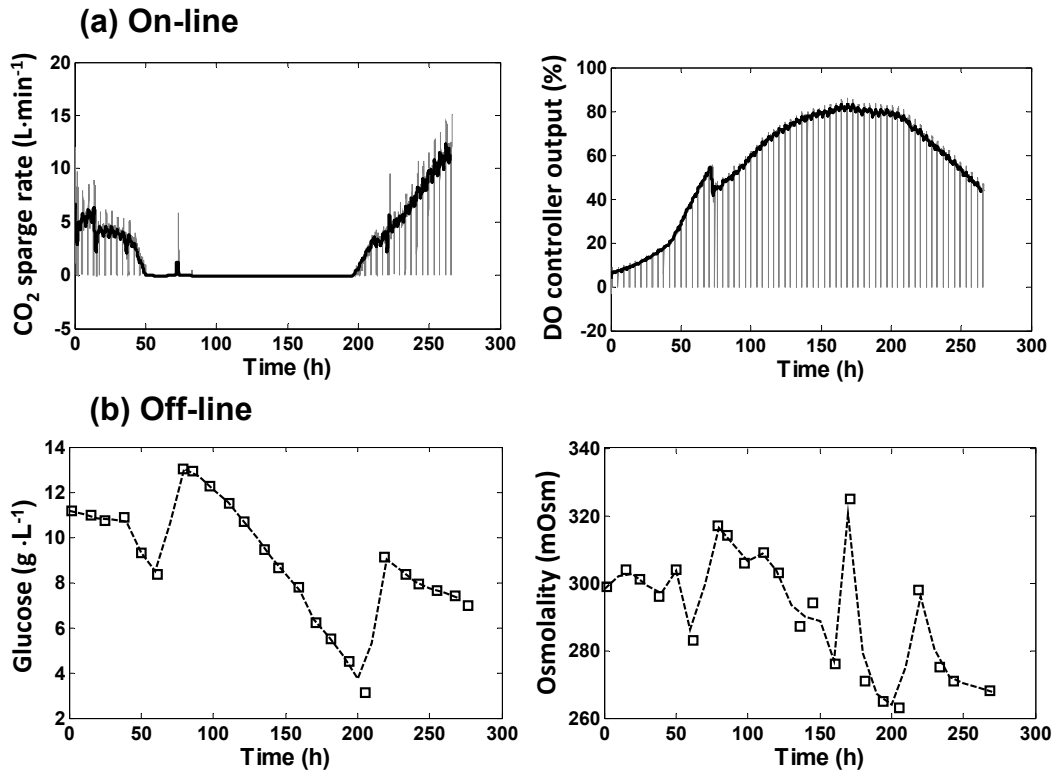 (a) On-line
CO2 sparge rate (L·min-1)
20
15
10
5
0
-5
0 50 100 150 200 250 300
Time (h)
DO controller output (%)
100
80
60
40
20
0
-20
0 50 100 150 200 250 300
Time (h)
(b) Off-line
Glucose (g ·L-1)
14
12
10
8
6
4
2
0 50 100 150 200 250 300
Time (h)
Osmolality (mOsm)
340
320
300
280
260
0 50 100 150 200 250 300
Time (h)